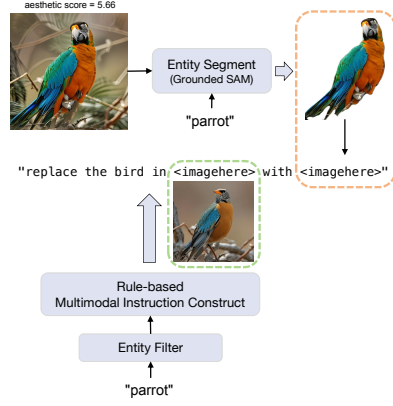 aesthetic score = 5.66
Entity Segment
(Grounded SAM)
"parrot"
"replace the bird in <imagehere> with <imagehere>"
Rule-based
Multimodal Instruction Construct
Entity Filter
"parrot"